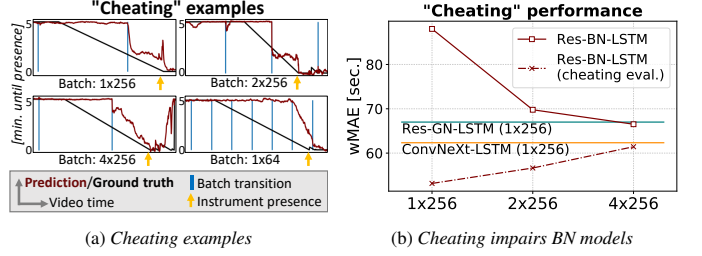 "Cheating" examples
[min. until presence]
5
0
Batch: 1x256
5
0
Batch: 2x256
5
0
Batch: 4x256
5
0
Batch: 1x64
Prediction/Ground truth
Video time
Batch transition
Instrument presence
(a) Cheating examples
"Cheating" performance
wMAE [sec.]
80
70
60
Res-BN-LSTM
Res-BN-LSTM
(cheating eval.)
Res-GN-LSTM (1x256)
ConvNeXt-LSTM (1x256)
1x256
2x256
4x256
(b) Cheating impairs BN models